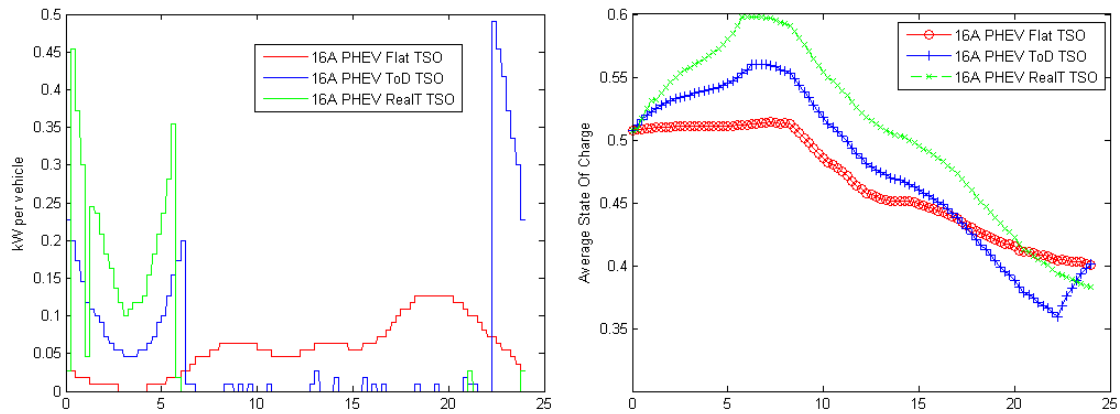 0.5
0.45
0.4
0.35
0.3
0.25
0.2
0.15
0.1
0.05
0
kW per vehicle
16A PHEV Flat TSO
16A PHEV ToD TSO
16A PHEV RealT TSO
0 5 10 15 20 25
0.6
0.55
0.5
0.45
0.4
0.35
Average State Of Charge
16A PHEV Flat TSO
16A PHEV ToD TSO
16A PHEV RealT TSO
0 5 10 15 20 25